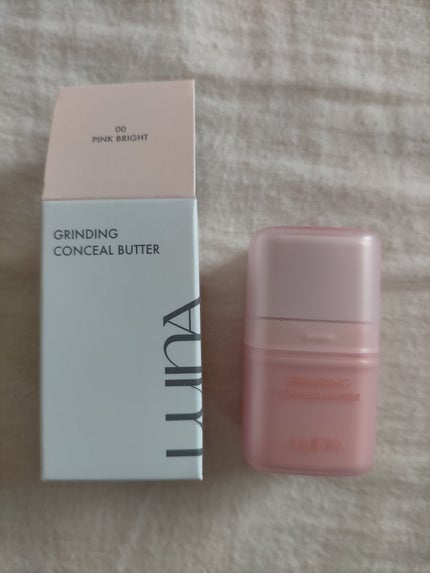 00
PINK BRIGHT
GRINDING
CONCEAL BUTTER
LUNA
GRINDING
CONCEAL BUTTER
LUNA